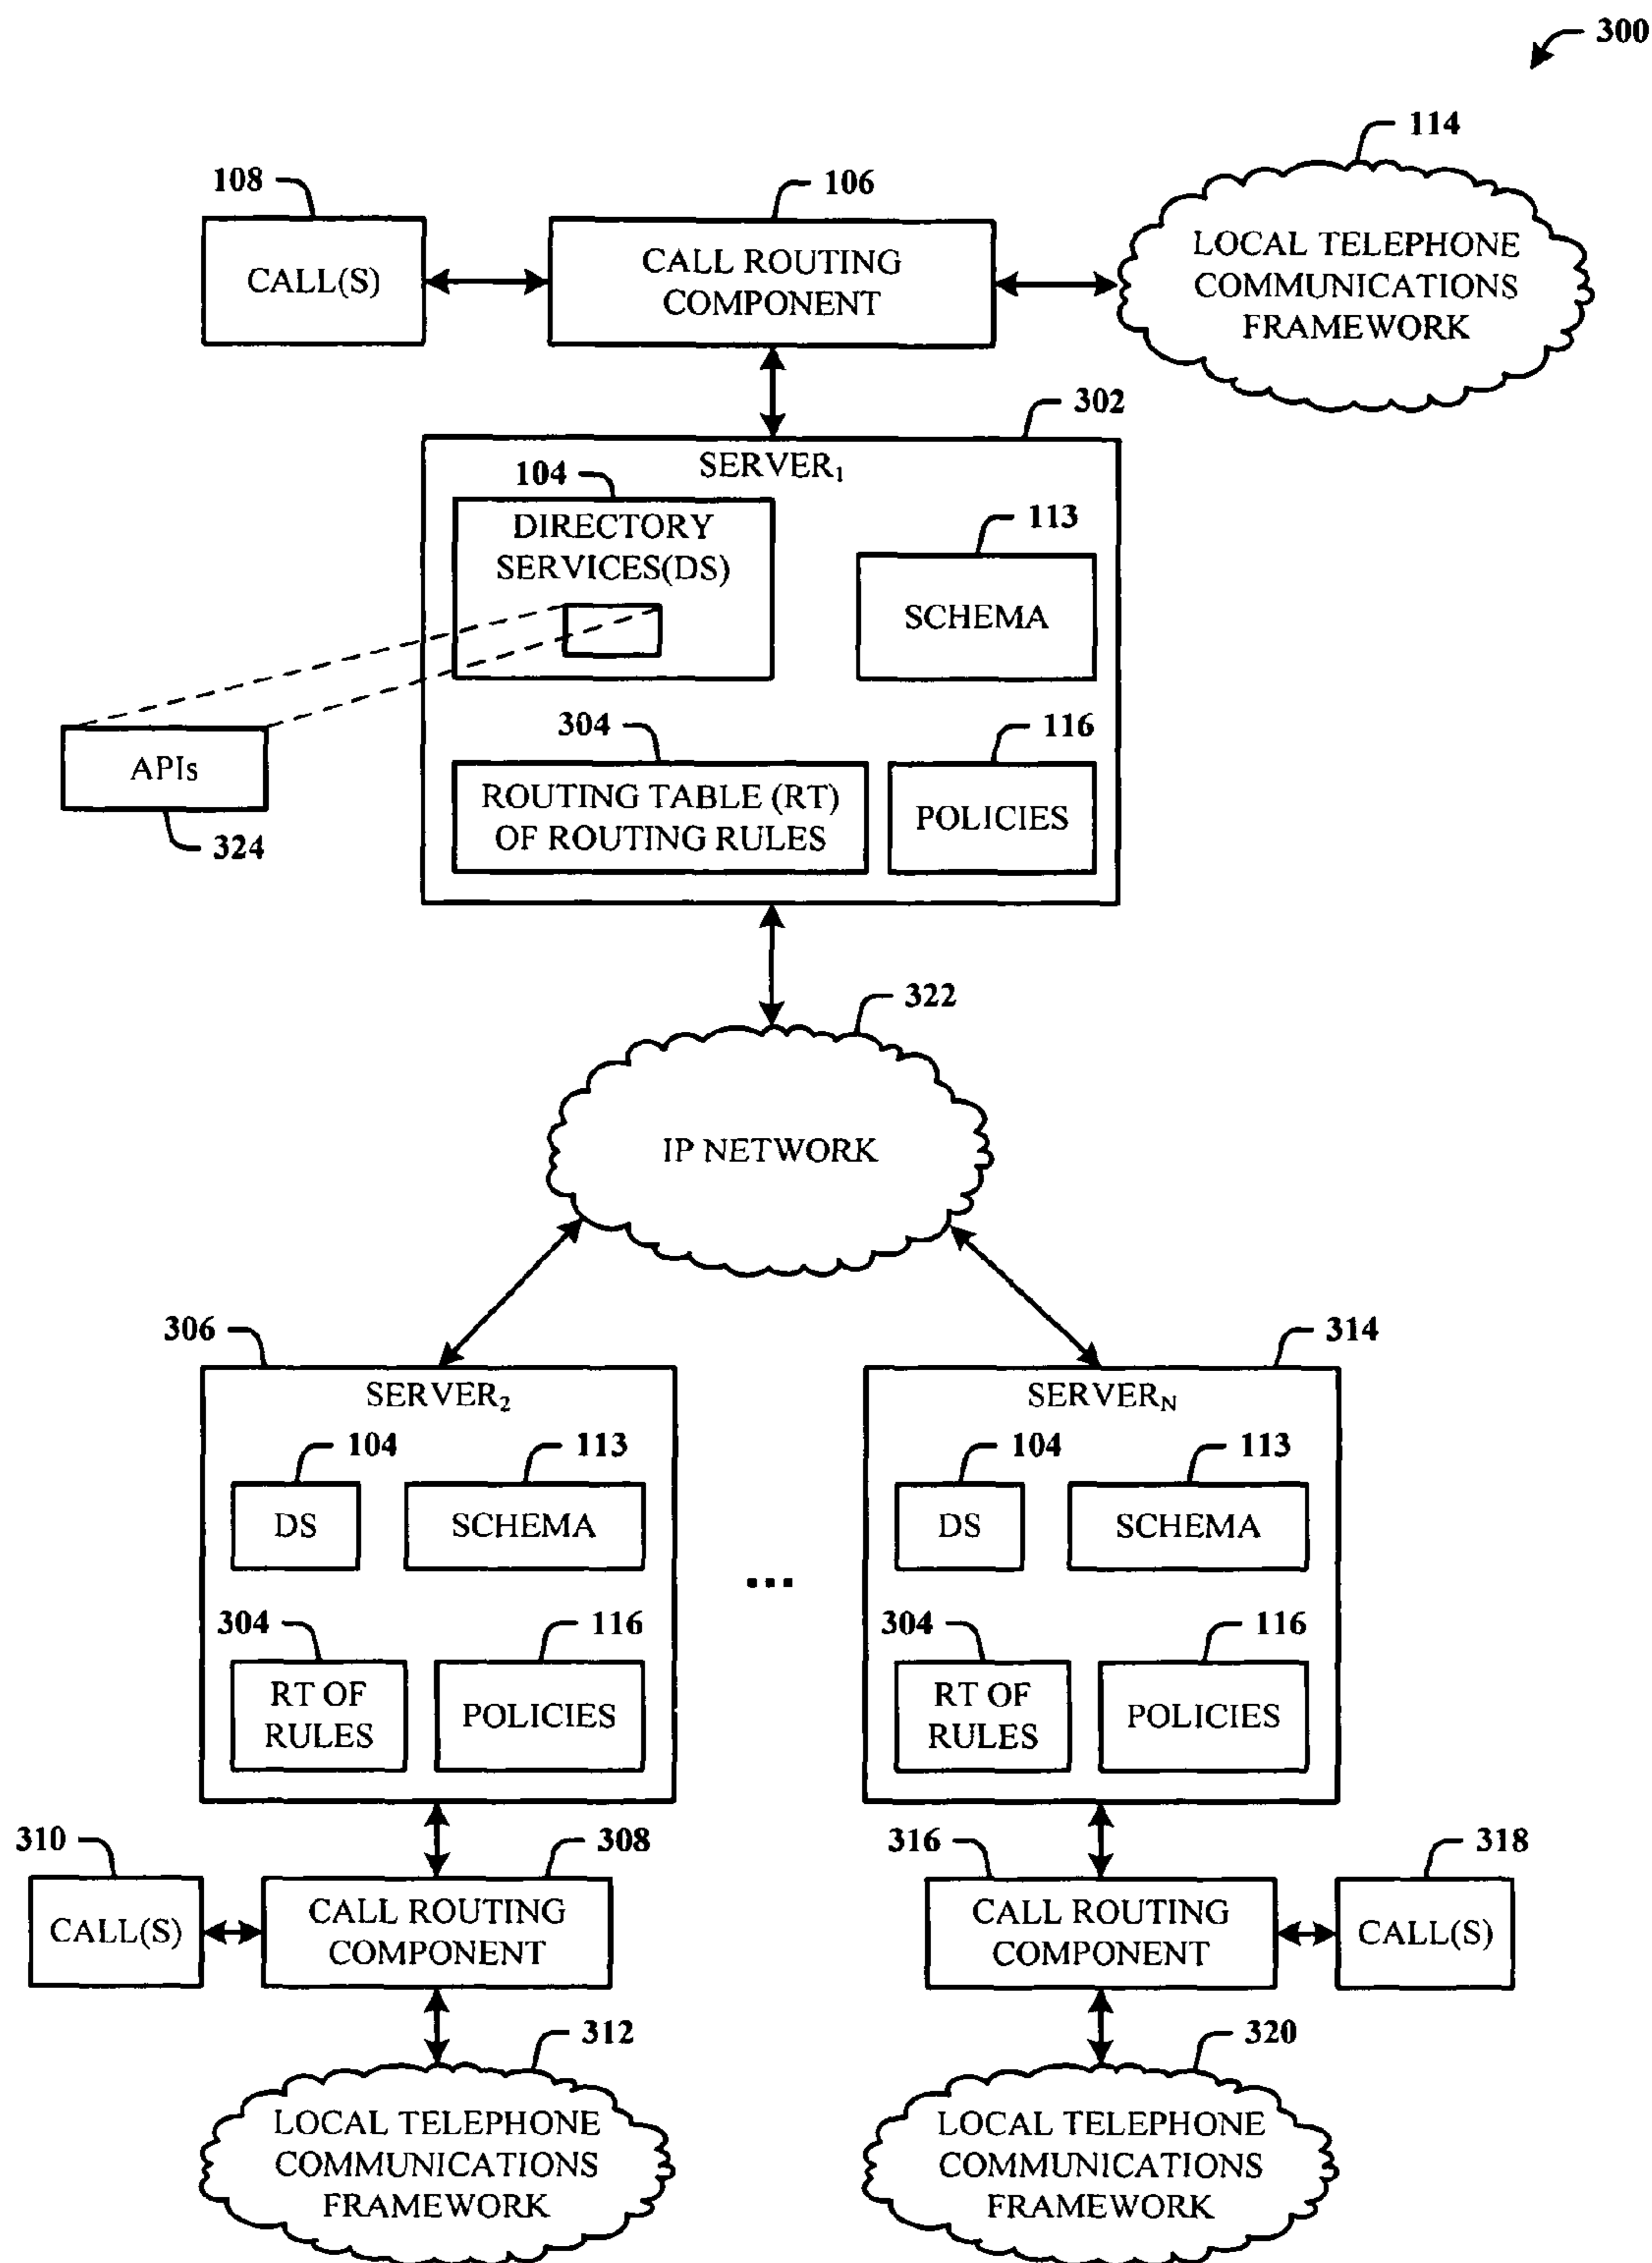 300
114
108
106
CALL(S)
CALL ROUTING
COMPONENT
LOCAL TELEPHONE
COMMUNICATIONS
FRAMEWORK
302
SERVER₁
104
DIRECTORY
SERVICES(DS)
113
SCHEMA
304
116
APIs
324
ROUTING TABLE (RT)
OF ROUTING RULES
POLICIES
322
IP NETWORK
306
SERVER₂
104
113
DS
SCHEMA
304
116
RT OF
RULES
POLICIES
...
314
SERVER_N
104
113
DS
SCHEMA
304
116
RT OF
RULES
POLICIES
310
308
CALL(S)
CALL ROUTING
COMPONENT
316
318
CALL ROUTING
COMPONENT
CALL(S)
312
LOCAL TELEPHONE
COMMUNICATIONS
FRAMEWORK
320
LOCAL TELEPHONE
COMMUNICATIONS
FRAMEWORK